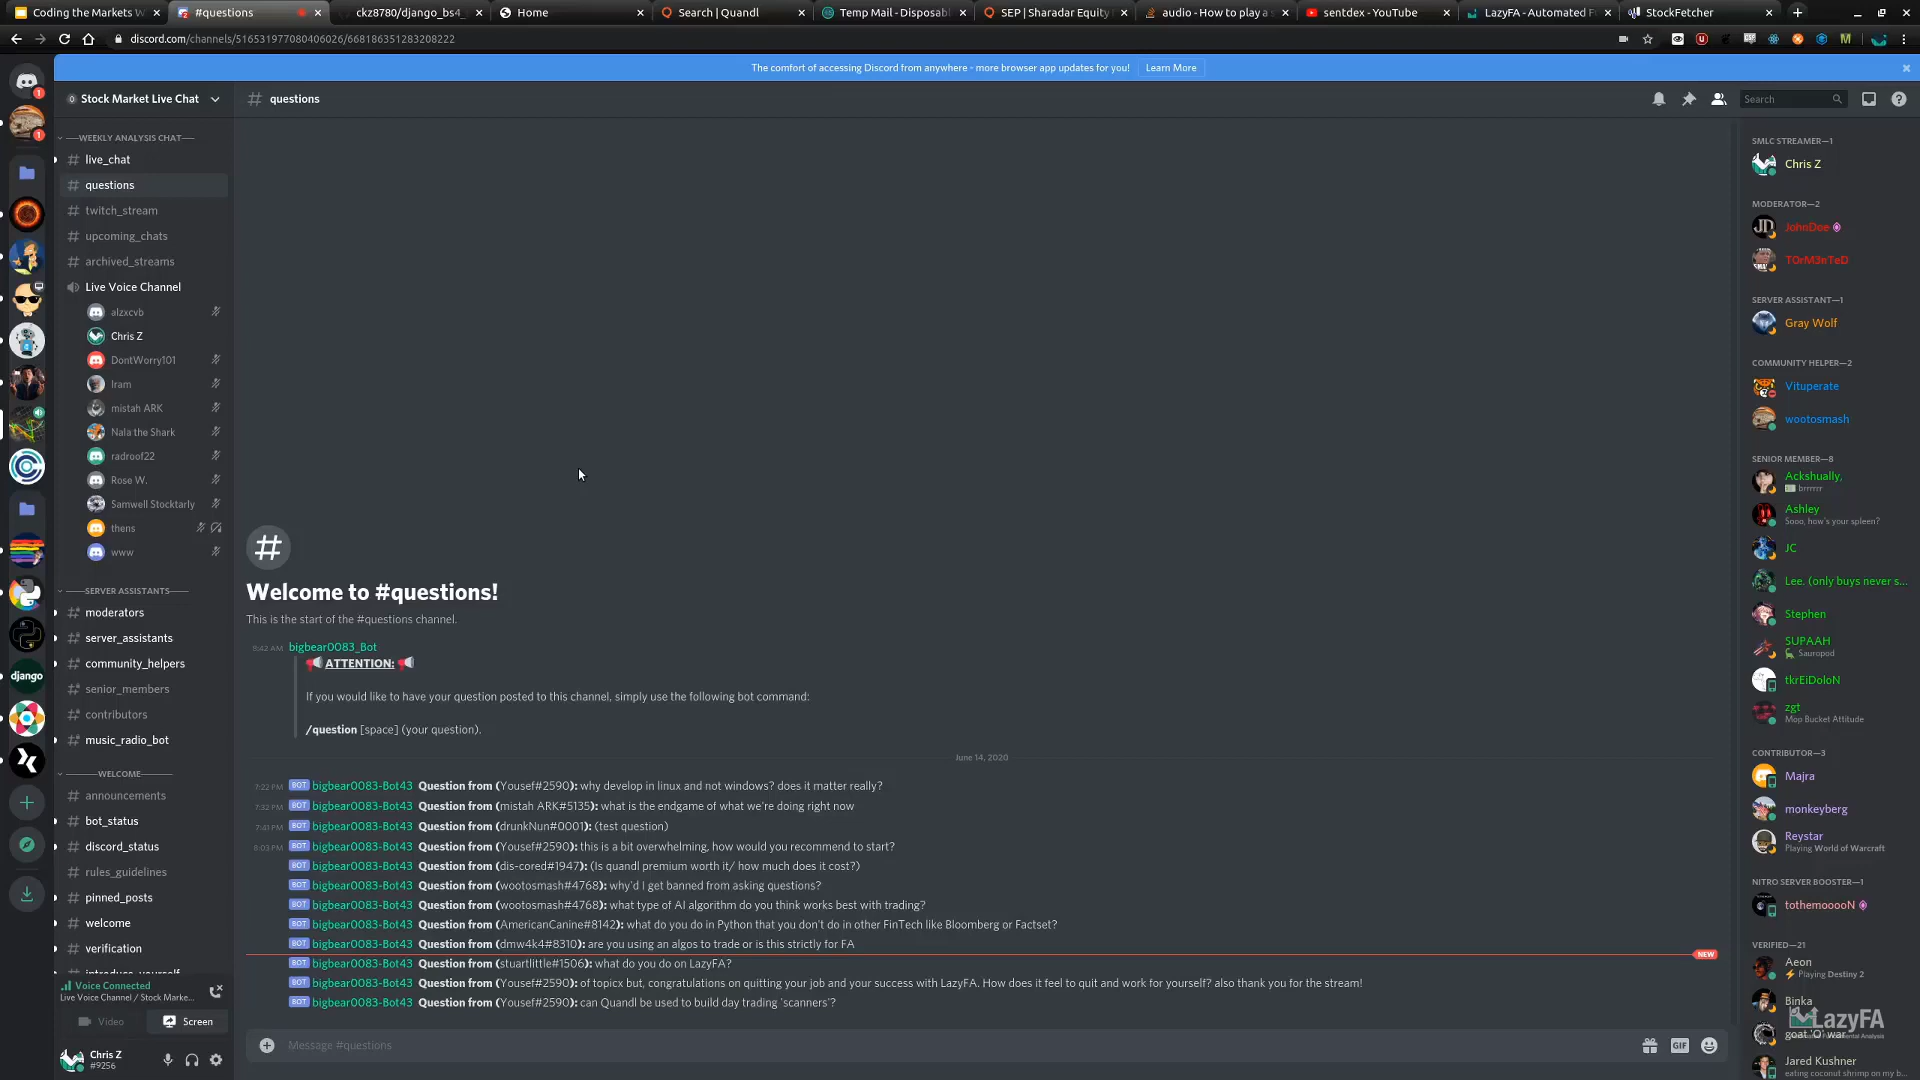 Coding the Markets W
#questions
ckz8780/django_bs4_
Home
Search | Quandl
Temp Mail - Disposabl
SEP | Sharadar Equity
audio - How to play a s
sentdex - YouTube
LazyFA - Automated F
StockFetcher
discord.com/channels/516531977080406026/668186351283208222
The comfort of accessing Discord from anywhere - more browser app updates for you!
Learn More
Stock Market Live Chat
# questions
Search
WEEKLY ANALYSIS CHAT
# live_chat
# questions
# twitch_stream
# upcoming_chats
# archived_streams
Live Voice Channel
alzxcvb
Chris Z
DontWorry101
mistah ARK
Nala the Shark
radroof22
Rose W.
Samwell Stocktarly
thens
www
SERVER ASSISTANTS
moderators
server_assistants
community_helpers
senior_members
contributors
music_radio_bot
WELCOME
announcements
bot_status
discord_status
rules_guidelines
pinned_posts
welcome
verification
introduce_yourself
Voice Connected
Live Voice Channel / Stock Marke...
Video
Screen
Chris Z
#9256
#
Welcome to #questions!
This is the start of the #questions channel.
9:42 AM bigbear0083_Bot
ATTENTION:
If you would like to have your question posted to this channel, simply use the following bot command:
/question [space] (your question).
June 14, 2020
7:22 PM BOT bigbear0083-Bot43 Question from (Yousef#2590): why develop in linux and not windows? does it matter really?
7:32 PM BOT bigbear0083-Bot43 Question from (mistah ARK#5135): what is the endgame of what we're doing right now
7:41 PM BOT bigbear0083-Bot43 Question from (drunkNun#0001): (test question)
8:03 PM BOT bigbear0083-Bot43 Question from (Yousef#2590): this is a bit overwhelming, how would you recommend to start?
BOT bigbear0083-Bot43 Question from (dis-cored#1947): (Is quandl premium worth it/ how much does it cost?)
BOT bigbear0083-Bot43 Question from (wootosmash#4768): why'd I get banned from asking questions?
BOT bigbear0083-Bot43 Question from (wootosmash#4768): what type of AI algorithm do you think works best with trading?
BOT bigbear0083-Bot43 Question from (AmericanCanine#8142): what do you do in Python that you don't do in other FinTech like Bloomberg or Factset?
BOT bigbear0083-Bot43 Question from (dmw4k4#8310): are you using an algos to trade or is this strictly for FA
NEW
BOT bigbear0083-Bot43 Question from (stuartlittle#1506): what do you do on LazyFA?
BOT bigbear0083-Bot43 Question from (Yousef#2590): of topicx but, congratulations on quitting your job and your success with LazyFA. How does it feel to quit and work for yourself? also thank you for the stream!
BOT bigbear0083-Bot43 Question from (Yousef#2590): can Quandl be used to build day trading 'scanners'?
Message #questions
GIF
SMLC STREAMER—1
Chris Z
MODERATOR—2
JohnDoe
T0rM3nTeD
SERVER ASSISTANT—1
Gray Wolf
COMMUNITY HELPER—2
Vituperate
wootosmash
SENIOR MEMBER—8
Ackshually,
brrrrrr
Ashley
Sooo, how's your spleen?
JC
Lee. (only buys never s...
Stephen
SUPAAH
Sauropod
tkrEiDoloN
zgt
Mop Bucket Attitude
CONTRIBUTOR—3
Majra
monkeyberg
Reystar
Playing World of Warcraft
NITRO SERVER BOOSTER—1
tothemooooN
VERIFIED—21
Aeon
Playing Destiny 2
Binka
goat 'O' war
LazyFA
Jared Kushner
eating coconut shrimp on my b...
django